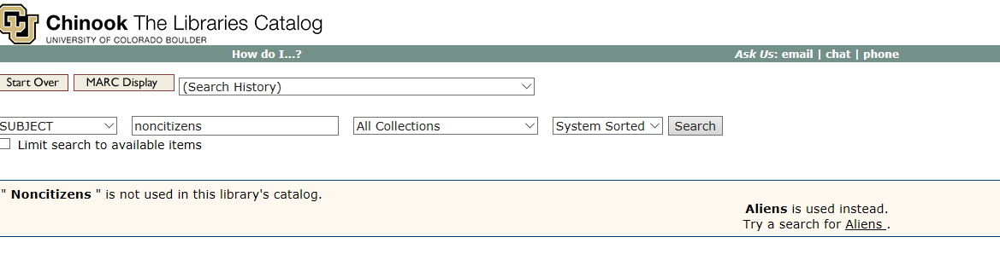 CU
Chinook The Libraries Catalog
UNIVERSITY OF COLORADO BOULDER
How do I...? Ask Us: email | chat | phone
Start Over MARC Display (Search History)
SUBJECT noncitizens All Collections System Sorted Search
Limit search to available items
" Noncitizens " is not used in this library's catalog.
Aliens is used instead.
Try a search for Aliens .